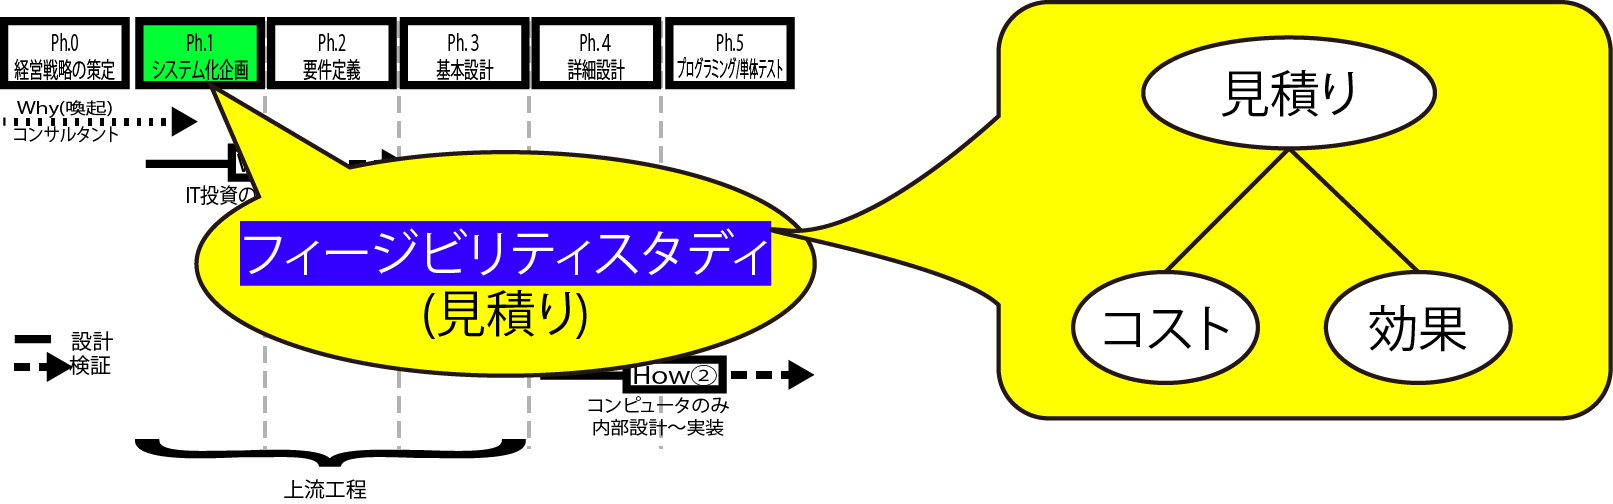 Ph.0
経営戦略の策定
Ph.1
システム化企画
Ph.2
要件定義
Ph.3
基本設計
Ph.4
詳細設計
Ph.5
プログラミング/単体テスト
Why(喚起)
コンサルタント
IT投資の
フィージビリティスタディ
(見積り)
見積り
コスト
効果
設計
検証
How②
コンピュータのみ
内部設計～実装
上流工程